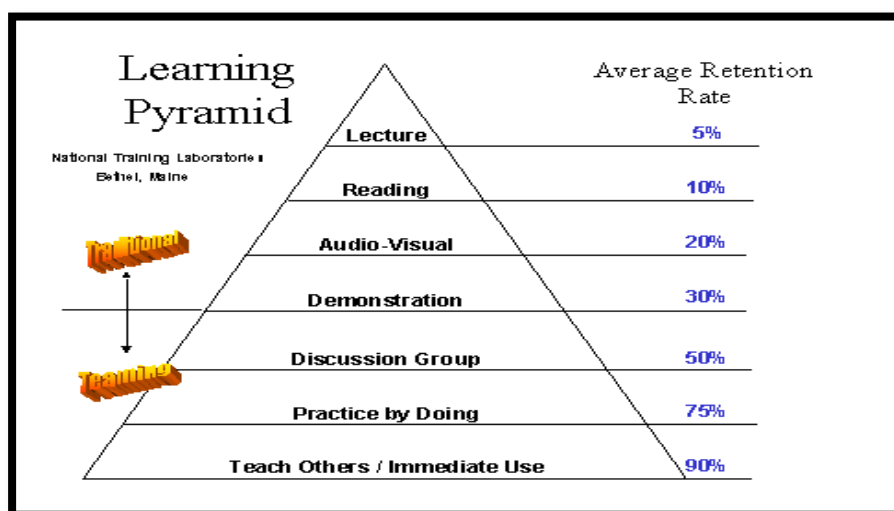 Learning
Pyramid
National Training Laboratories
Bethel, Maine
Average Retention
Rate
Lecture 5%
Reading 10%
Traditional
Audio-Visual 20%
Demonstration 30%
Teaming
Discussion Group 50%
Practice by Doing 75%
Teach Others / Immediate Use 90%